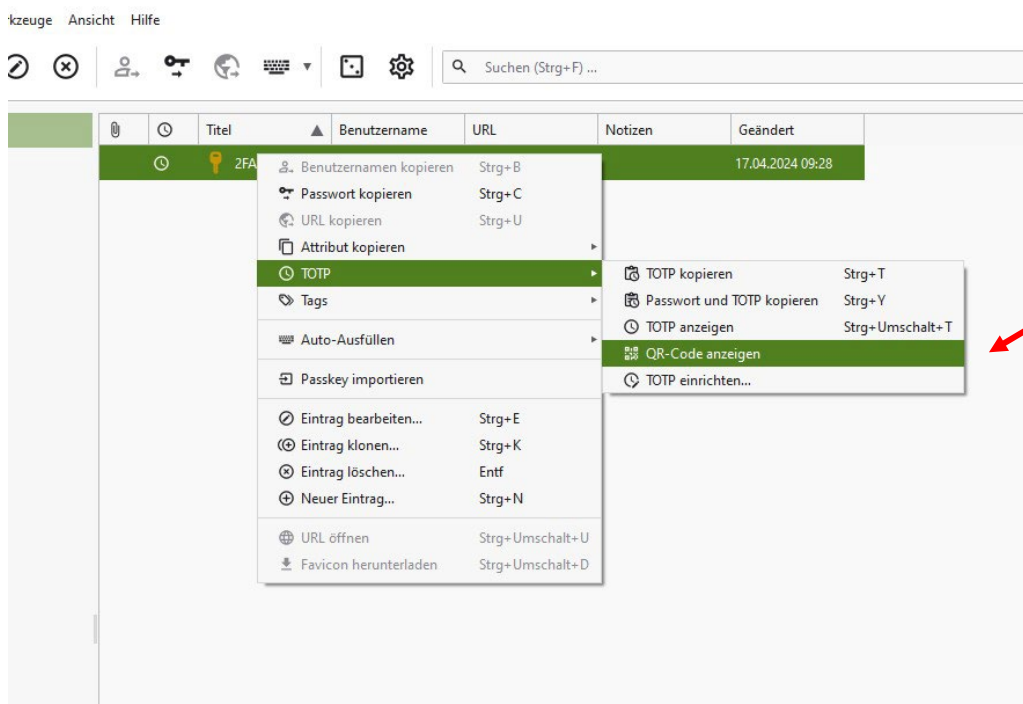 rkzeuge Ansicht Hilfe
Suchen (Strg+F) ...
Titel Benutzername URL Notizen Geändert
2FA 17.04.2024 09:28
Benutzernamen kopieren Strg+B
Passwort kopieren Strg+C
URL kopieren Strg+U
Attribut kopieren
TOTP
Tags
Auto-Ausfüllen
Passkey importieren
Eintrag bearbeiten... Strg+E
Eintrag klonen... Strg+K
Eintrag löschen... Entf
Neuer Eintrag... Strg+N
URL öffnen Strg+Umschalt+U
Favicon herunterladen Strg+Umschalt+D
TOTP kopieren Strg+T
Passwort und TOTP kopieren Strg+Y
TOTP anzeigen Strg+Umschalt+T
QR-Code anzeigen
TOTP einrichten...